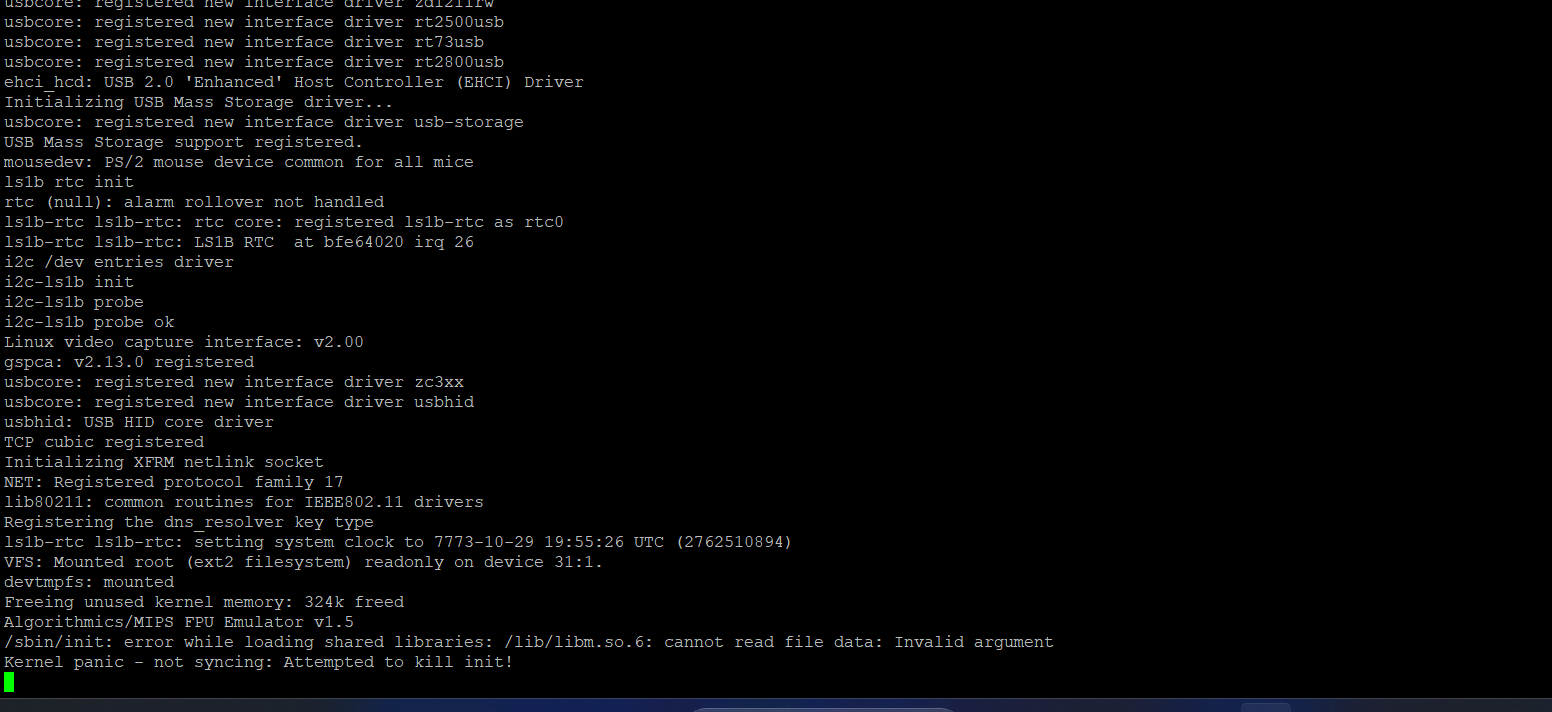 usbcore: registered new interface driver zd1211rw
usbcore: registered new interface driver rt2500usb
usbcore: registered new interface driver rt73usb
usbcore: registered new interface driver rt2800usb
ehci_hcd: USB 2.0 'Enhanced' Host Controller (EHCI) Driver
Initializing USB Mass Storage driver...
usbcore: registered new interface driver usb-storage
USB Mass Storage support registered.
mousedev: PS/2 mouse device common for all mice
ls1b rtc init
rtc (null): alarm rollover not handled
ls1b-rtc ls1b-rtc: rtc core: registered ls1b-rtc as rtc0
ls1b-rtc ls1b-rtc: LS1B RTC  at bfe64020 irq 26
i2c /dev entries driver
i2c-ls1b init
i2c-ls1b probe
i2c-ls1b probe ok
Linux video capture interface: v2.00
gspca: v2.13.0 registered
usbcore: registered new interface driver zc3xx
usbcore: registered new interface driver usbhid
usbhid: USB HID core driver
TCP cubic registered
Initializing XFRM netlink socket
NET: Registered protocol family 17
lib80211: common routines for IEEE802.11 drivers
Registering the dns_resolver key type
ls1b-rtc ls1b-rtc: setting system clock to 7773-10-29 19:55:26 UTC (2762510894)
VFS: Mounted root (ext2 filesystem) readonly on device 31:1.
devtmpfs: mounted
Freeing unused kernel memory: 324k freed
Algorithmics/MIPS FPU Emulator v1.5
/sbin/init: error while loading shared libraries: /lib/libm.so.6: cannot read file data: Invalid argument
Kernel panic - not syncing: Attempted to kill init!